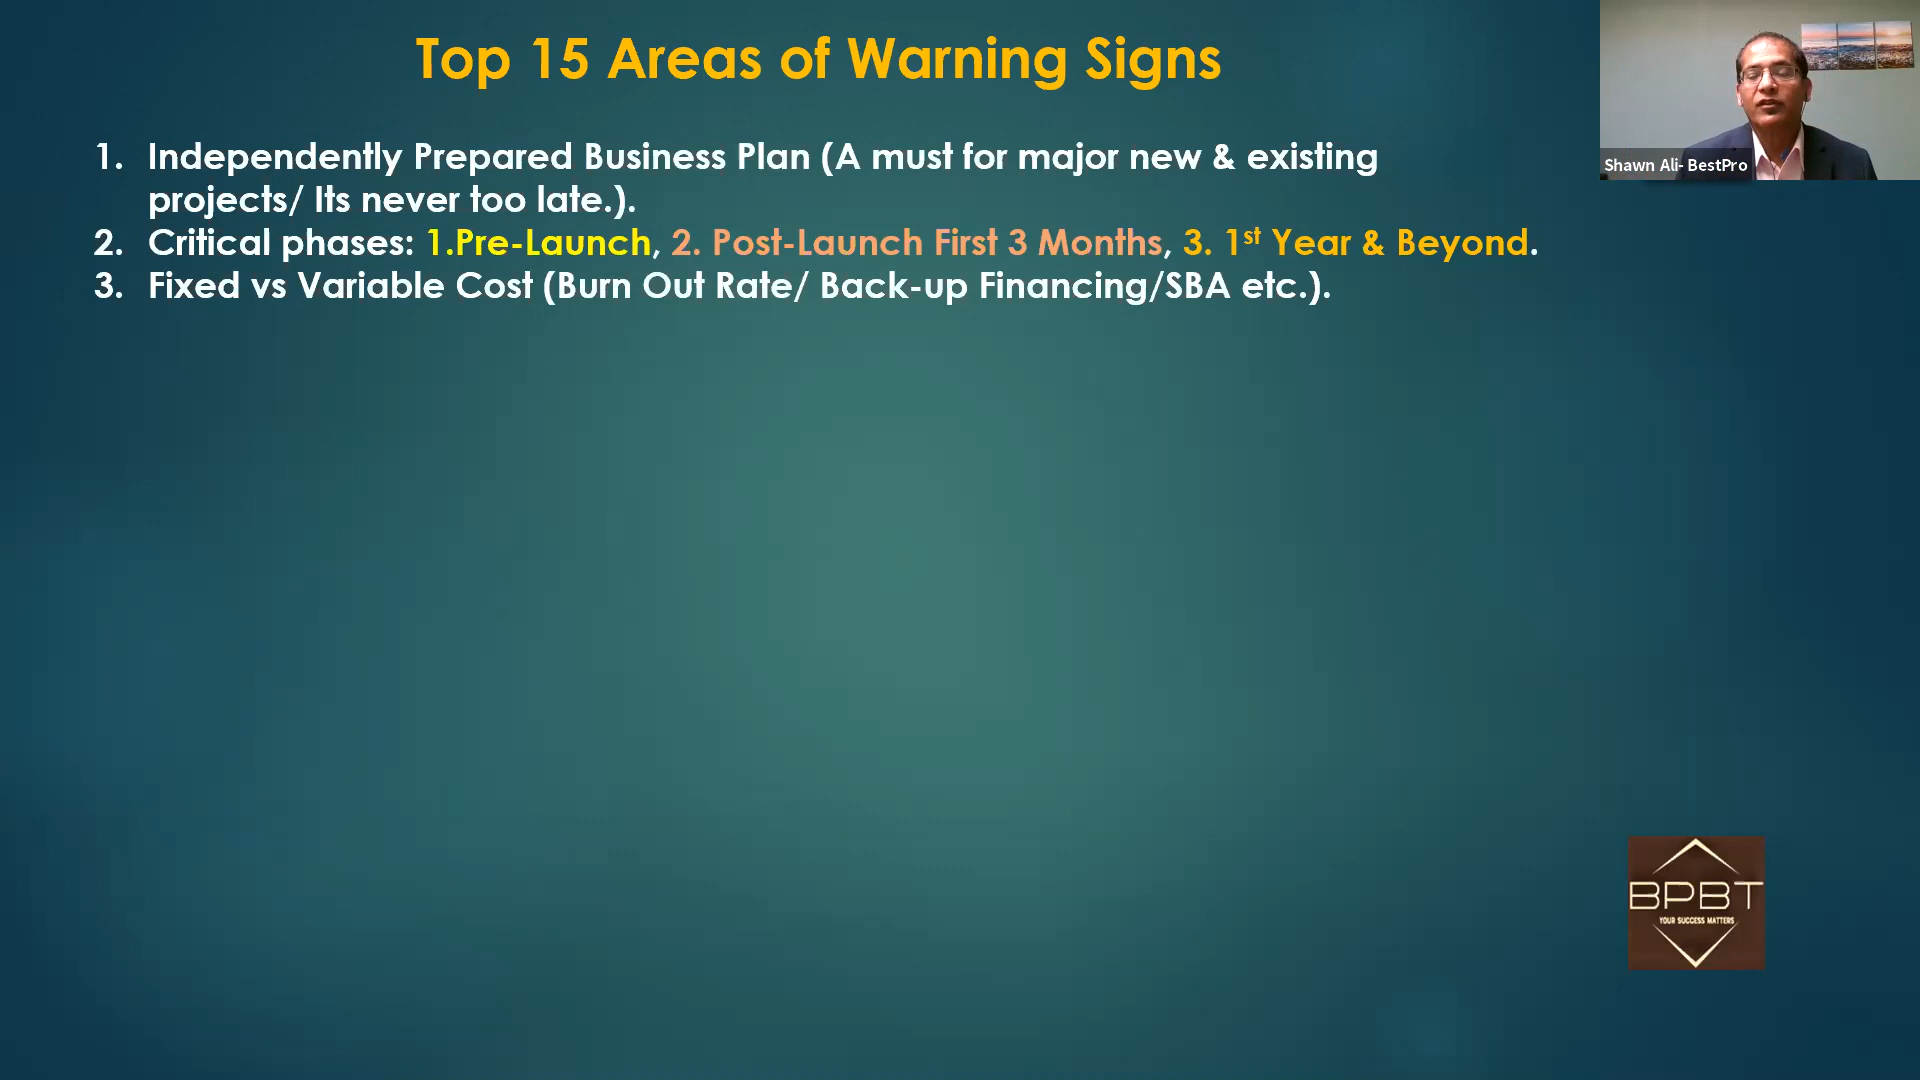 Top 15 Areas of Warning Signs
1. Independently Prepared Business Plan (A must for major new & existing
projects/ Its never too late.).
2. Critical phases: 1.Pre-Launch, 2. Post-Launch First 3 Months, 3. 1st Year & Beyond.
3. Fixed vs Variable Cost (Burn Out Rate/ Back-up Financing/SBA etc.).
Shawn Ali- BestPro
BPBT
YOUR SUCCESS MATTERS